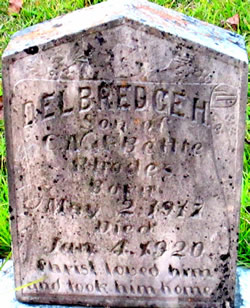 DELBREDGE H.
Son of
C.M. & Bettie
Rhodes
Born
May 2, 1917
Died
Jan. 4, 1920.
Christ loved him
and took him home